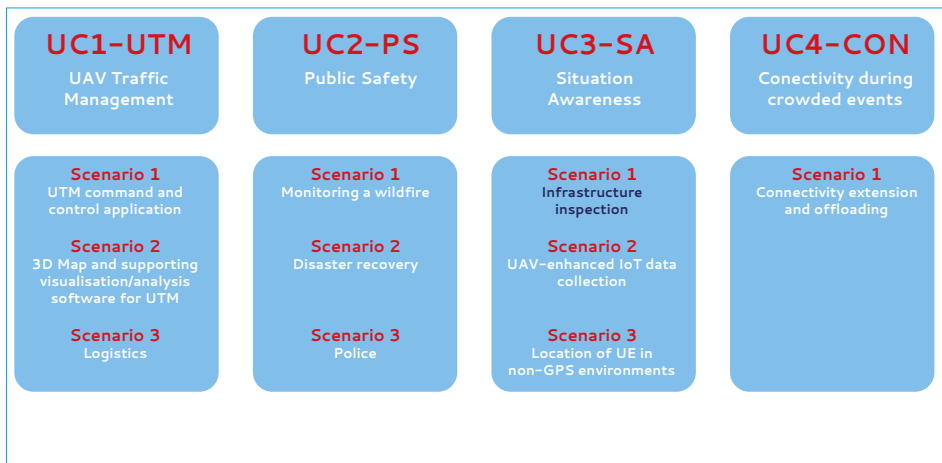 UC1-UTM
UAV Traffic
Management
UC2-PS
Public Safety
UC3-SA
Situation
Awareness
UC4-CON
Conectivity during
crowded events
Scenario 1
UTM command and
control application
Scenario 2
3D Map and supporting
visualisation/analysis
software for UTM
Scenario 3
Logistics
Scenario 1
Monitoring a wildfire
Scenario 2
Disaster recovery
Scenario 3
Police
Scenario 1
Infrastructure
inspection
Scenario 2
UAV-enhanced IoT data
collection
Scenario 3
Location of UE in
non-GPS environments
Scenario 1
Connectivity extension
and offloading